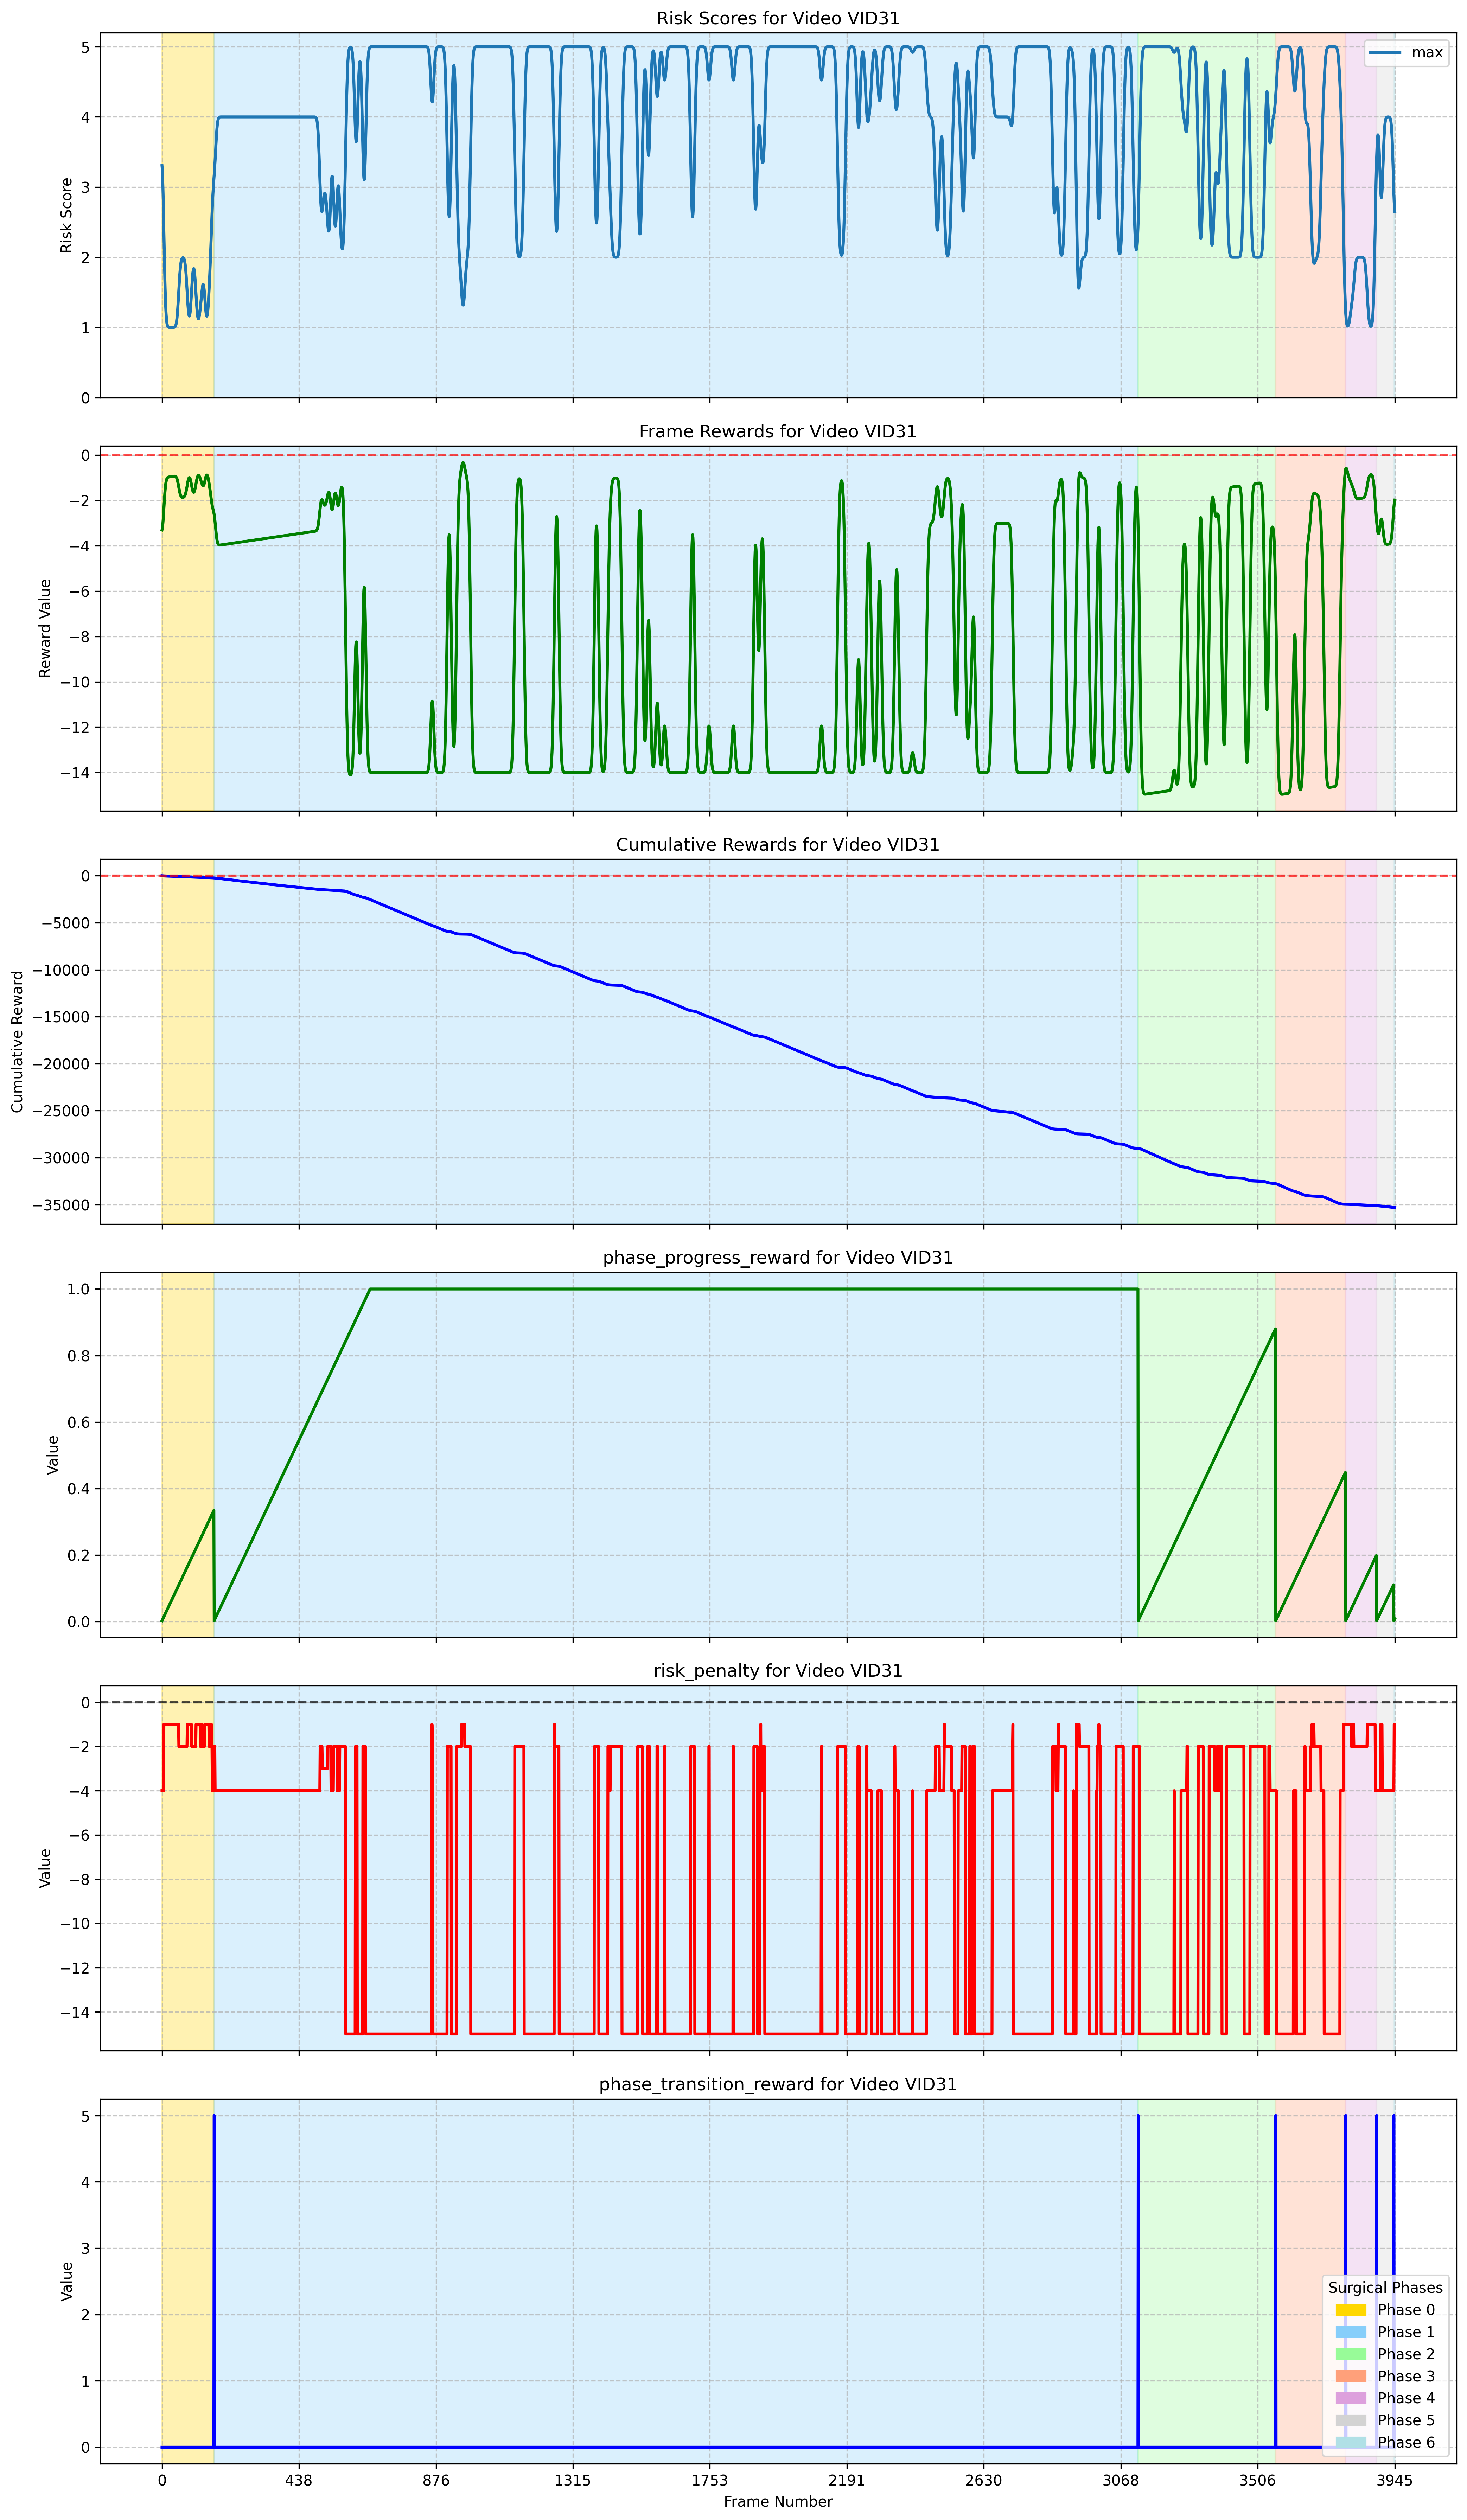 Risk Scores for Video VID31
max
5
4
3
2
1
0
Risk Score
Frame Rewards for Video VID31
0
−2
−4
−6
−8
−10
−12
−14
Reward Value
Cumulative Rewards for Video VID31
0
−5000
−10000
−15000
−20000
−25000
−30000
−35000
Cumulative Reward
phase_progress_reward for Video VID31
1.0
0.8
0.6
0.4
0.2
0.0
Value
risk_penalty for Video VID31
0
−2
−4
−6
−8
−10
−12
−14
Value
phase_transition_reward for Video VID31
5
4
3
2
1
0
Value
Surgical Phases
Phase 0
Phase 1
Phase 2
Phase 3
Phase 4
Phase 5
Phase 6
0 438 876 1315 1753 2191 2630 3068 3506 3945
Frame Number